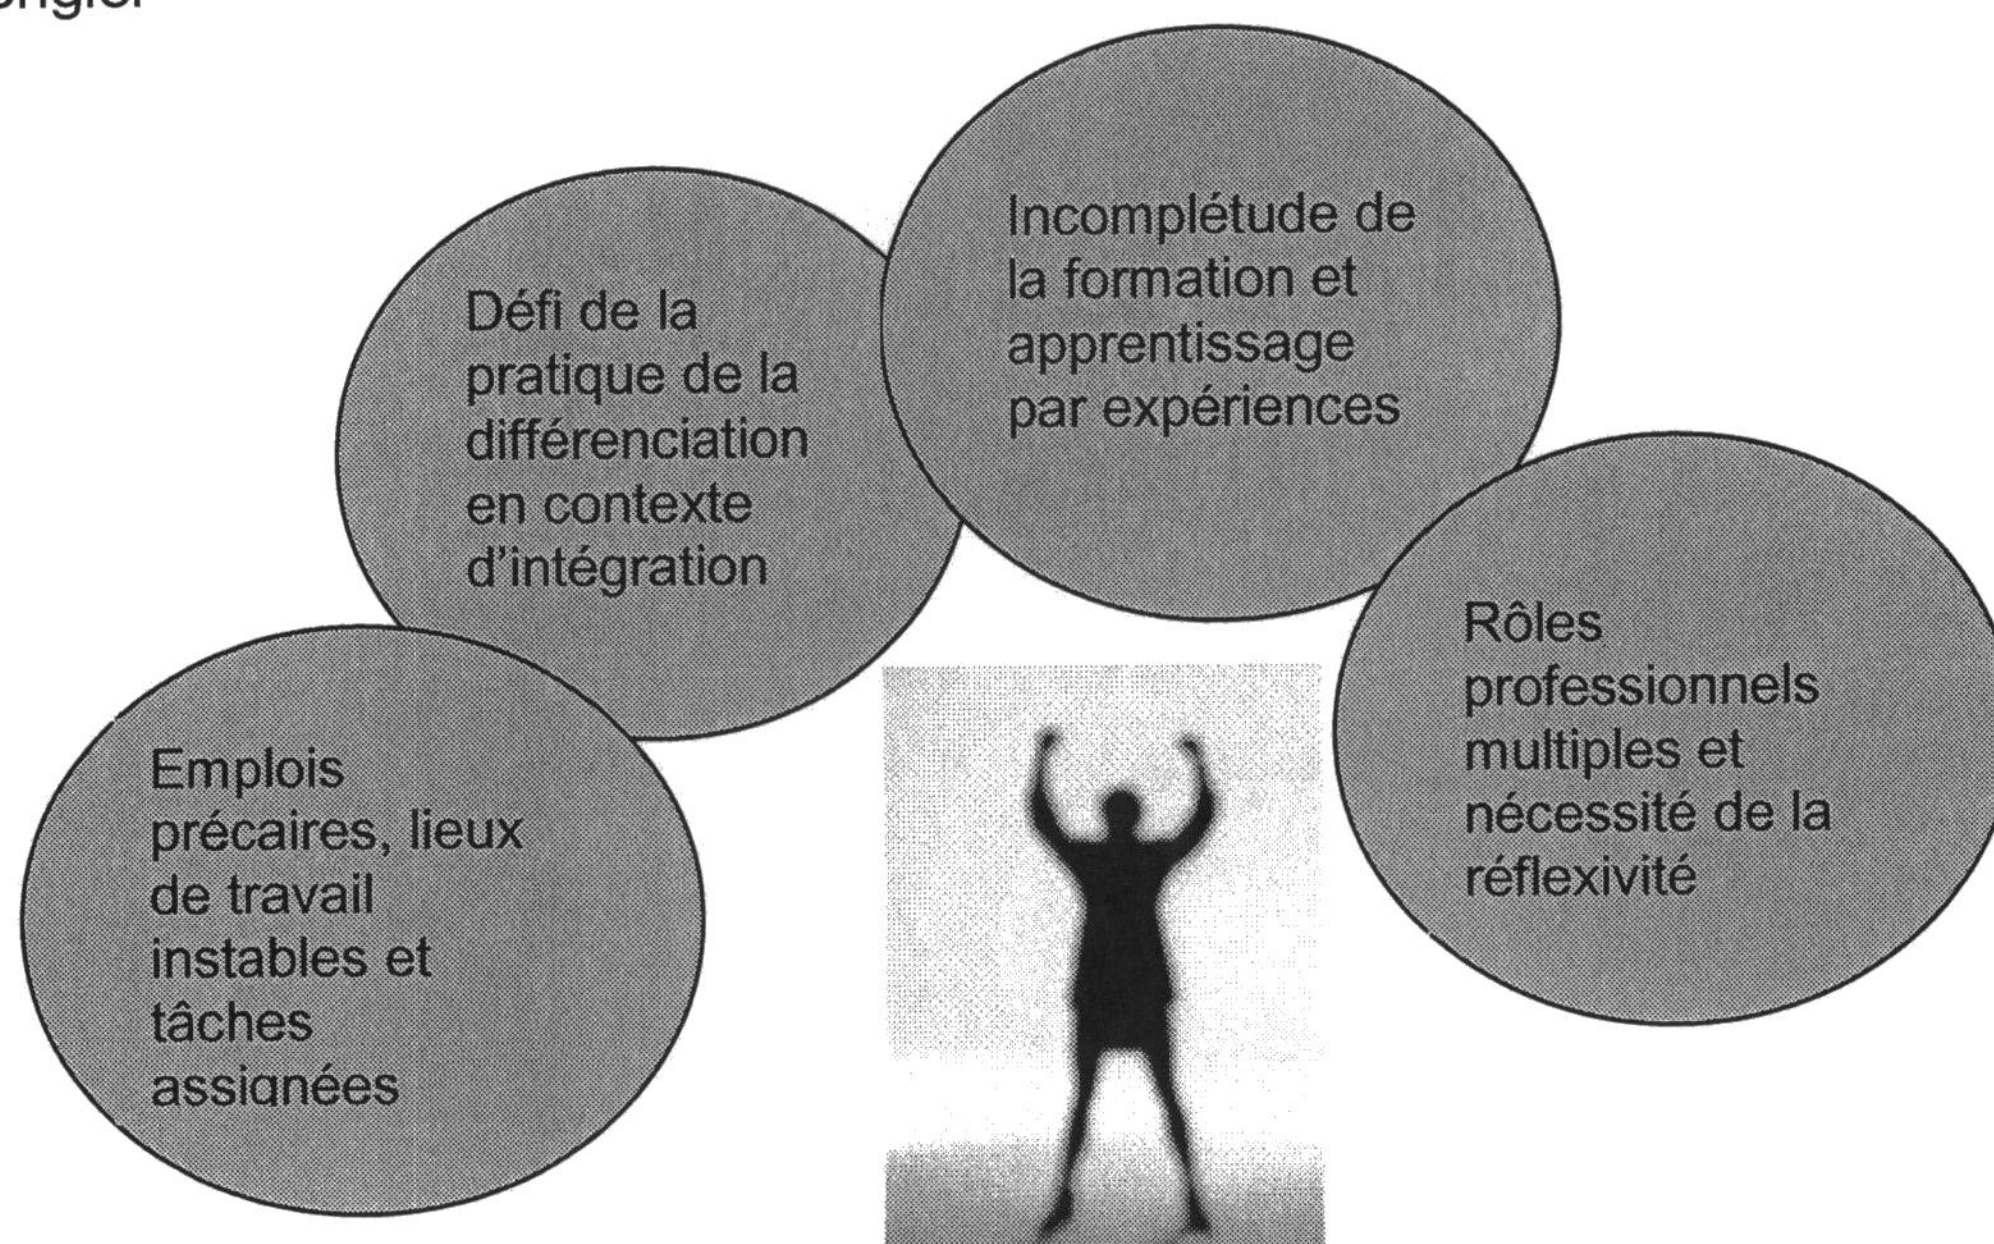 Défi de la
pratique de la
différenciation
en contexte
d'intégration
Incomplétude de
la formation et
apprentissage
par expériences
Rôles
professionnels
multiples et
nécessité de la
réflexivité
Emplois
précaires, lieux
de travail
instables et
tâches
assignées